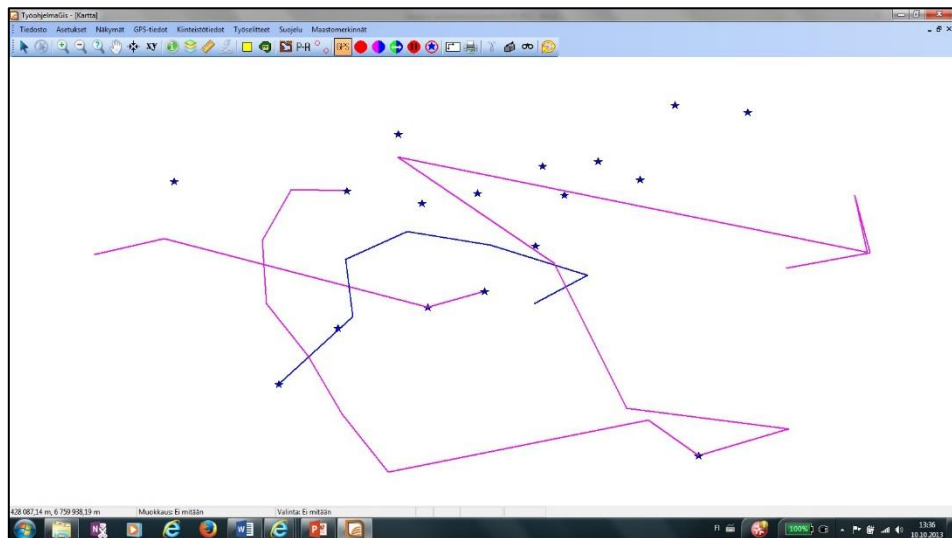 TyöohjelmaGis - [Kartta]
Tiedosto Asetukset Näkymät GPS-tiedot Kiinteistötiedot Työselitteet Suojelu Maastomerkinnät
XY P-R GPS
428 087,14 m, 6 759 938,19 m Muokkaus: Ei mitään Valinta: Ei mitään
FI 100% 13:36
10.10.2013